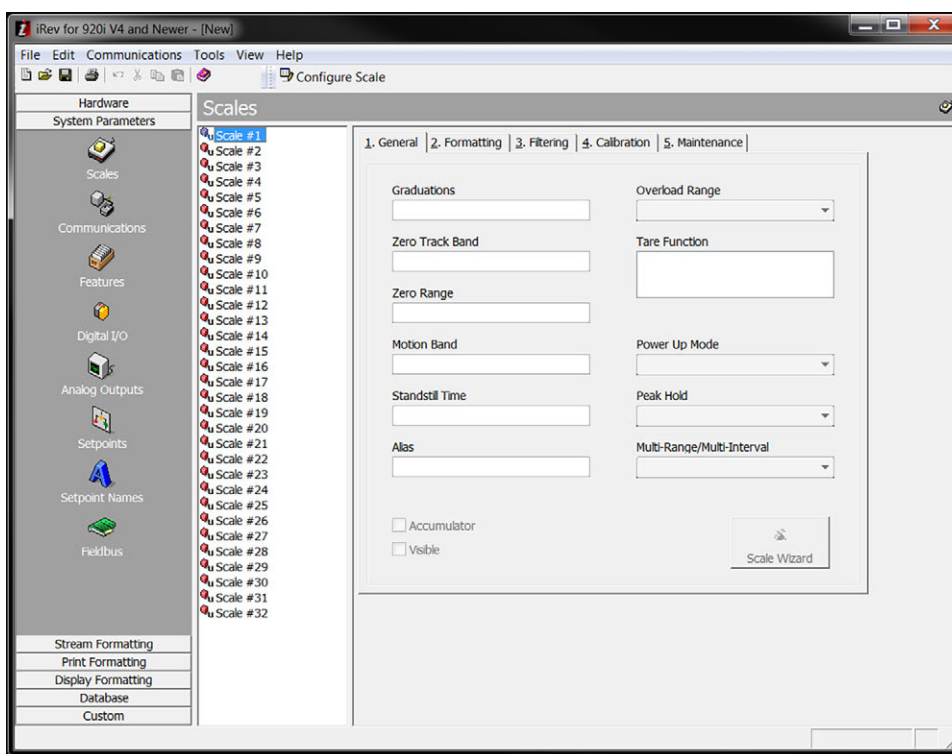 iRev for 920i V4 and Newer - [New]
File Edit Communications Tools View Help
Configure Scale
Hardware
System Parameters
Scales
Communications
Features
Digital I/O
Analog Outputs
Setpoints
Setpoint Names
Fieldbus
Stream Formatting
Print Formatting
Display Formatting
Database
Custom
Scales
Scale #1
Scale #2
Scale #3
Scale #4
Scale #5
Scale #6
Scale #7
Scale #8
Scale #9
Scale #10
Scale #11
Scale #12
Scale #13
Scale #14
Scale #15
Scale #16
Scale #17
Scale #18
Scale #19
Scale #20
Scale #21
Scale #22
Scale #23
Scale #24
Scale #25
Scale #26
Scale #27
Scale #28
Scale #29
Scale #30
Scale #31
Scale #32
1. General 2. Formatting 3. Filtering 4. Calibration 5. Maintenance
Graduations
Overload Range
Zero Track Band
Tare Function
Zero Range
Motion Band
Power Up Mode
Standstill Time
Peak Hold
Alias
Multi-Range/Multi-Interval
Accumulator
Visible
Scale Wizard